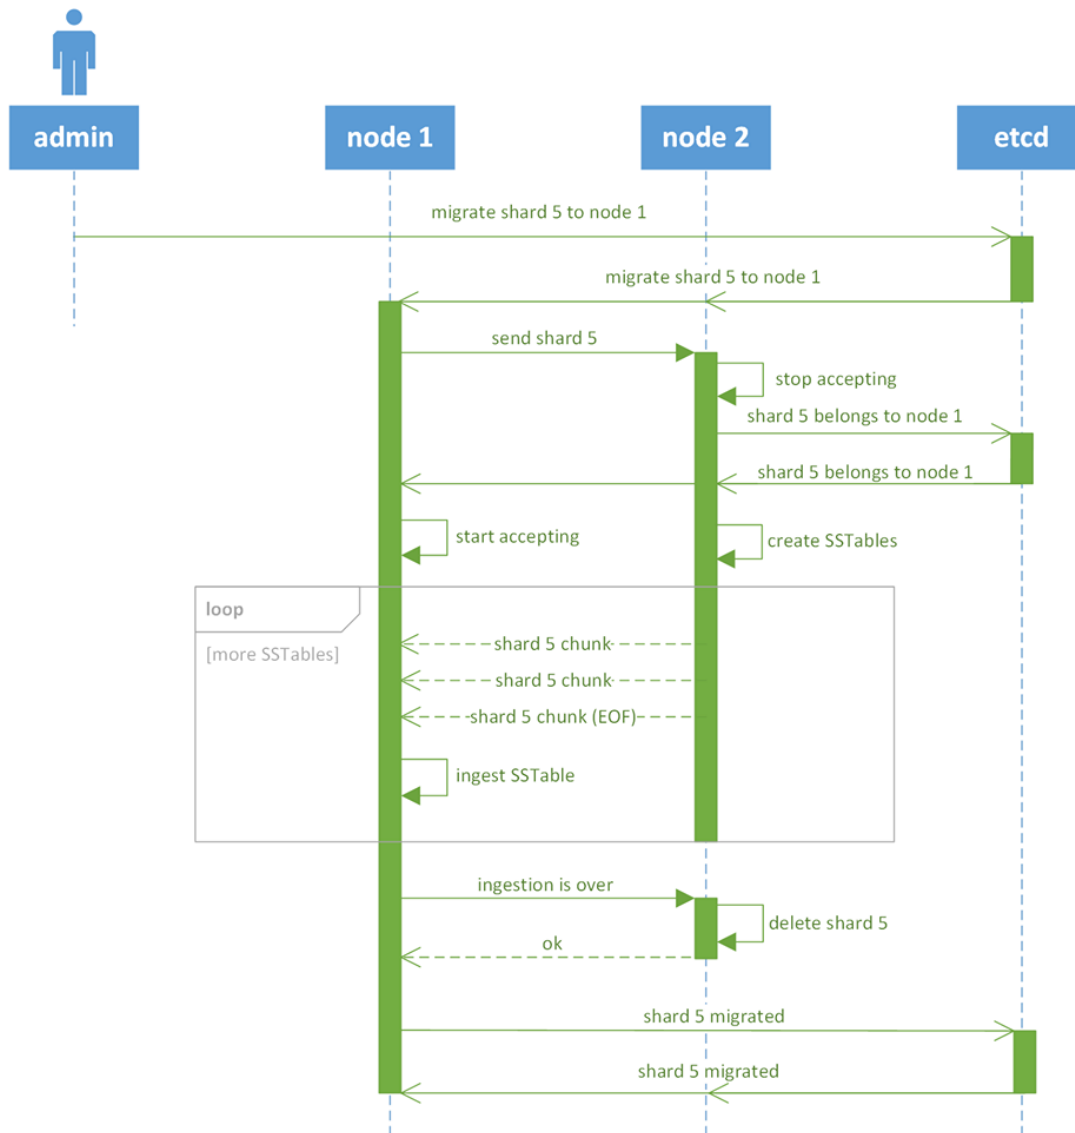 admin
node 1
node 2
etcd
migrate shard 5 to node 1
migrate shard 5 to node 1
send shard 5
stop accepting
shard 5 belongs to node 1
shard 5 belongs to node 1
start accepting
create SSTables
loop
[more SSTables]
shard 5 chunk
shard 5 chunk
shard 5 chunk (EOF)
ingest SSTable
ingestion is over
delete shard 5
ok
shard 5 migrated
shard 5 migrated